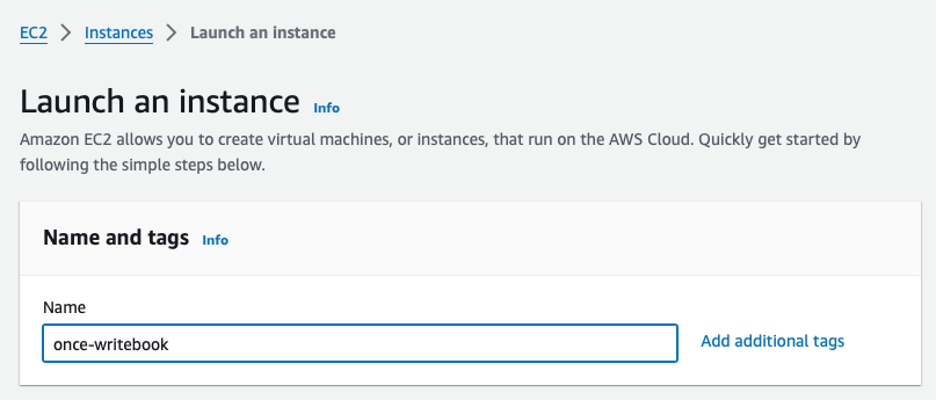 EC2 > Instances > Launch an instance
Launch an instance Info
Amazon EC2 allows you to create virtual machines, or instances, that run on the AWS Cloud. Quickly get started by
following the simple steps below.
Name and tags Info
Name
once-writebook Add additional tags